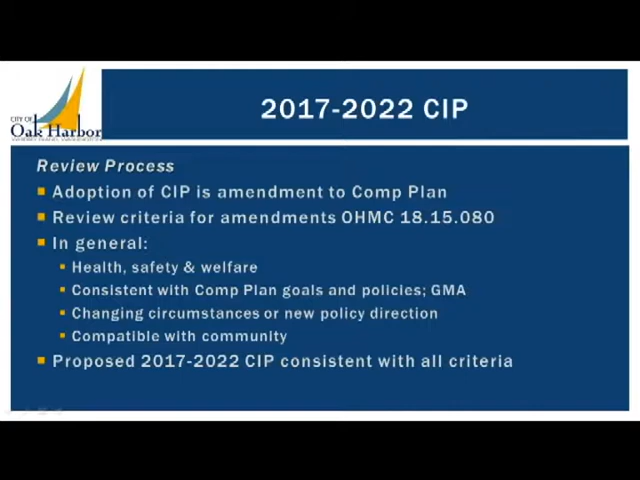 2017-2022 CIP
CITY OF
Oak Harbor
Review Process
Adoption of CIP is amendment to Comp Plan
Review criteria for amendments OHMC 18.15.080
In general:
Health, safety & welfare
Consistent with Comp Plan goals and policies; GMA
Changing circumstances or new policy direction
Compatible with community
Proposed 2017-2022 CIP consistent with all criteria